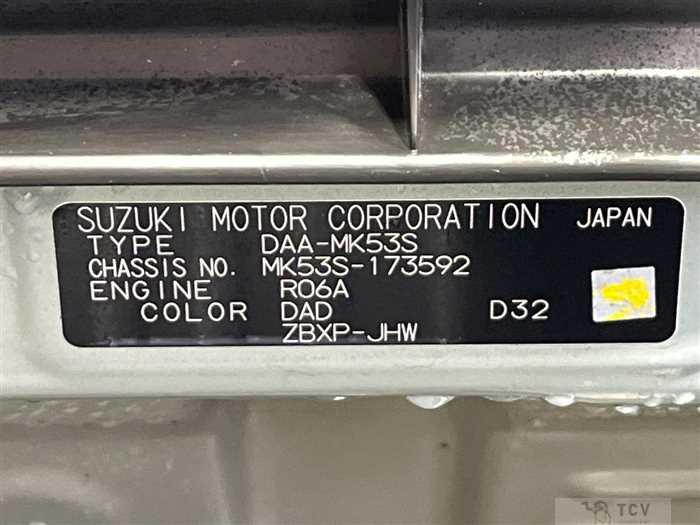 SUZUKI MOTOR CORPORATION JAPAN
TYPE DAA-MK53S
CHASSIS NO. MK53S-173592
ENGINE R06A
COLOR DAD D32
ZBXP-JHW
TCV